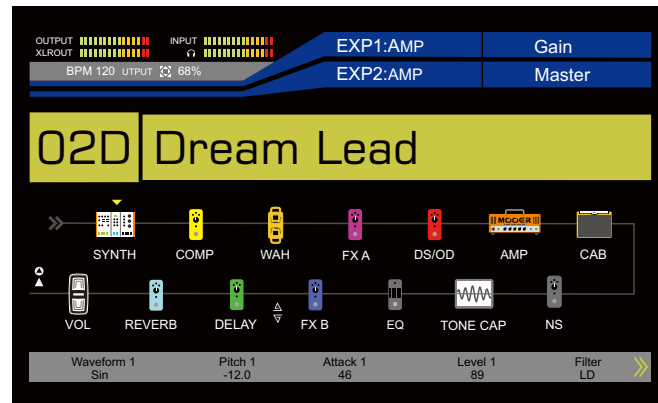 OUTPUT INPUT
XLROUT
BPM 120 UTPUT 68%
EXP1:AMP Gain
EXP2:AMP Master
02D Dream Lead
SYNTH COMP WAH FX A DS/OD AMP CAB
MOOER
VOL REVERB DELAY FX B EQ TONE CAP NS
Waveform 1 Pitch 1 Attack 1 Level 1 Filter
Sin -12.0 46 89 LD